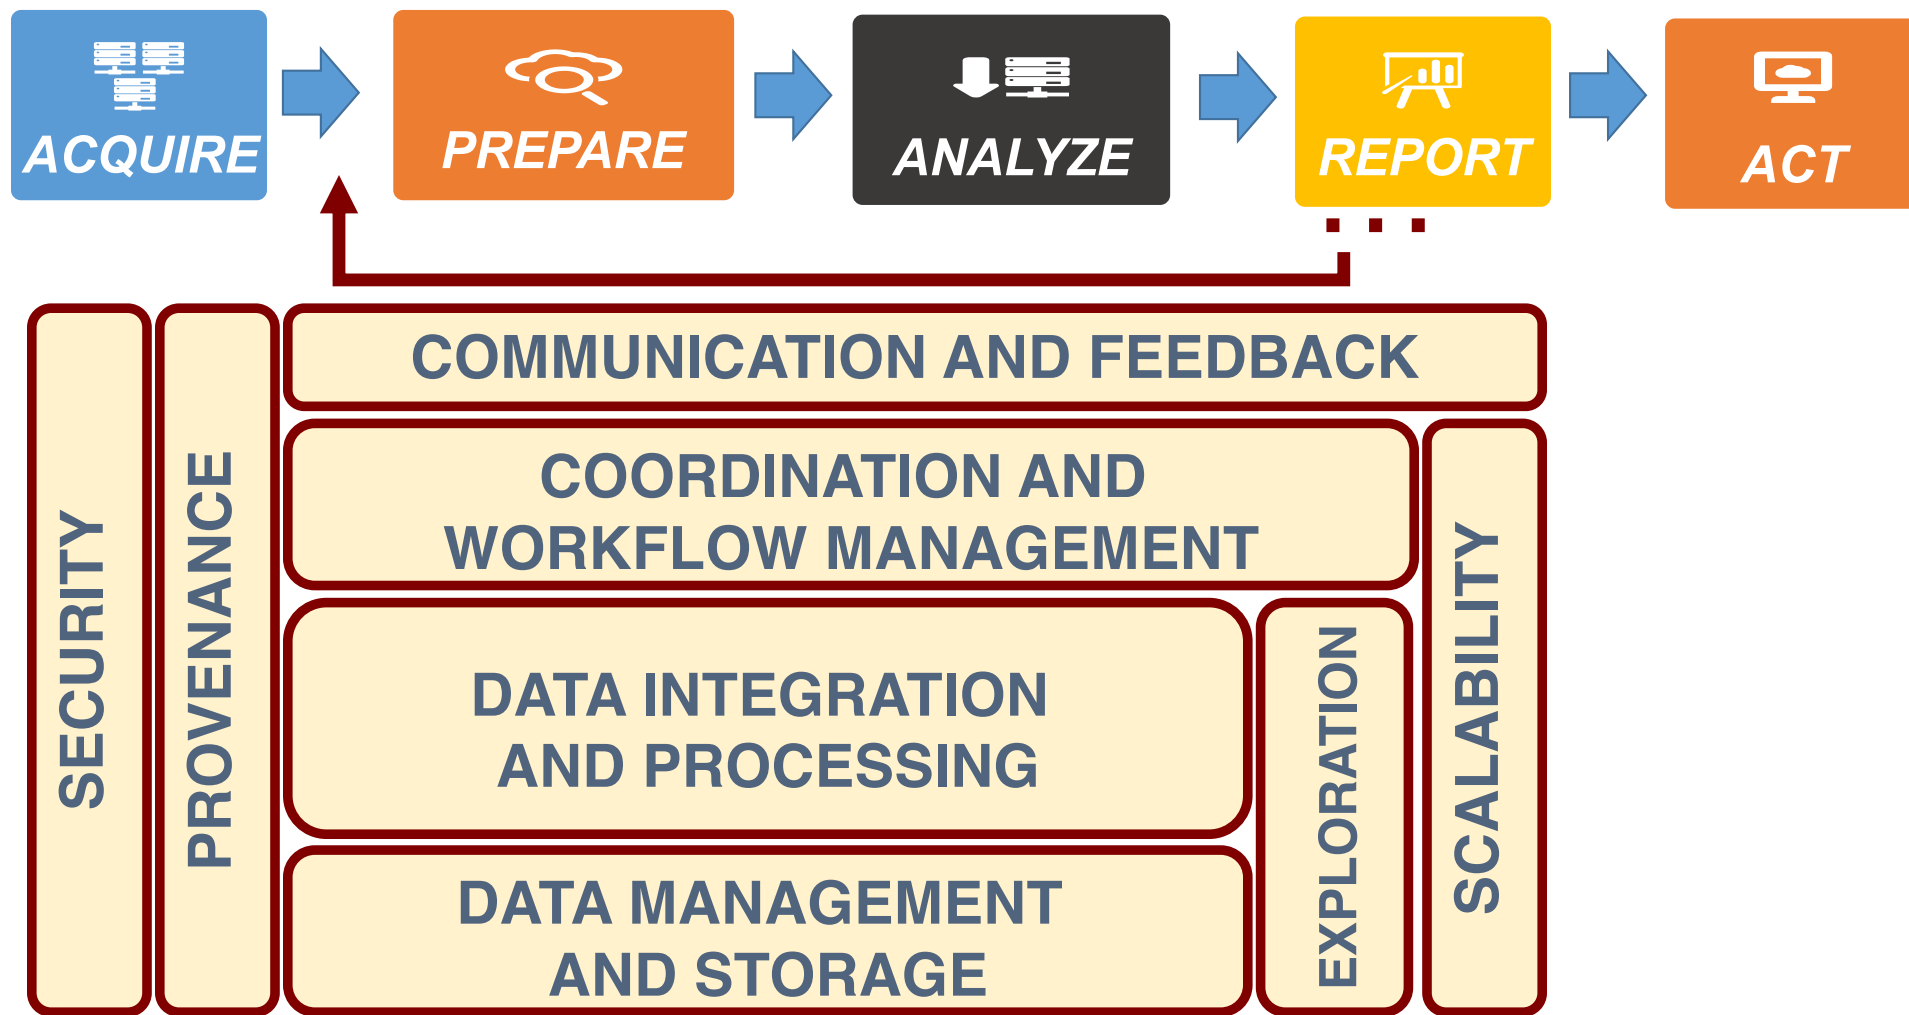 ACQUIRE
PREPARE
ANALYZE
REPORT
ACT
COMMUNICATION AND FEEDBACK
SECURITY
PROVENANCE
COORDINATION AND
WORKFLOW MANAGEMENT
DATA INTEGRATION
AND PROCESSING
EXPLORATION
SCALABILITY
DATA MANAGEMENT
AND STORAGE